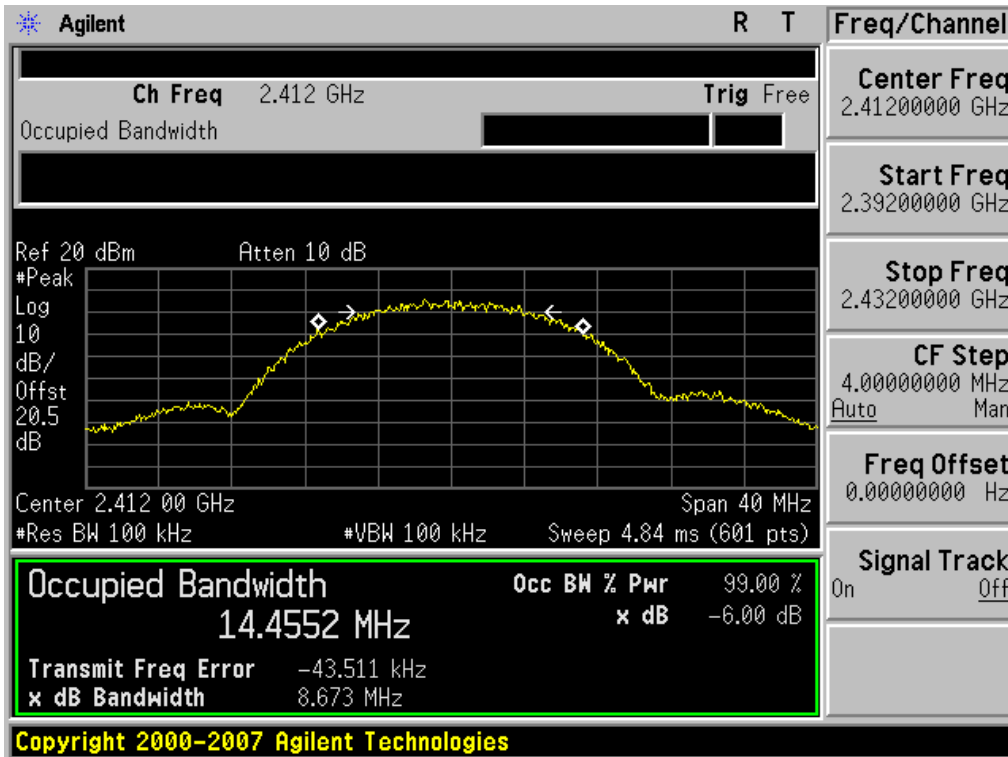 Agilent
R T
Ch Freq 2.412 GHz
Trig Free
Occupied Bandwidth
Ref 20 dBm
Atten 10 dB
#Peak
Log
10
dB/
Offst
20.5
dB
Center 2.412 00 GHz
Span 40 MHz
#Res BW 100 kHz
#VBW 100 kHz
Sweep 4.84 ms (601 pts)
Occupied Bandwidth
14.4552 MHz
Occ BW % Pwr 99.00 %
x dB -6.00 dB
Transmit Freq Error -43.511 kHz
x dB Bandwidth 8.673 MHz
Copyright 2000-2007 Agilent Technologies
Freq/Channel
Center Freq
2.41200000 GHz
Start Freq
2.39200000 GHz
Stop Freq
2.43200000 GHz
CF Step
4.00000000 MHz
Auto Man
Freq Offset
0.00000000 Hz
Signal Track
On Off